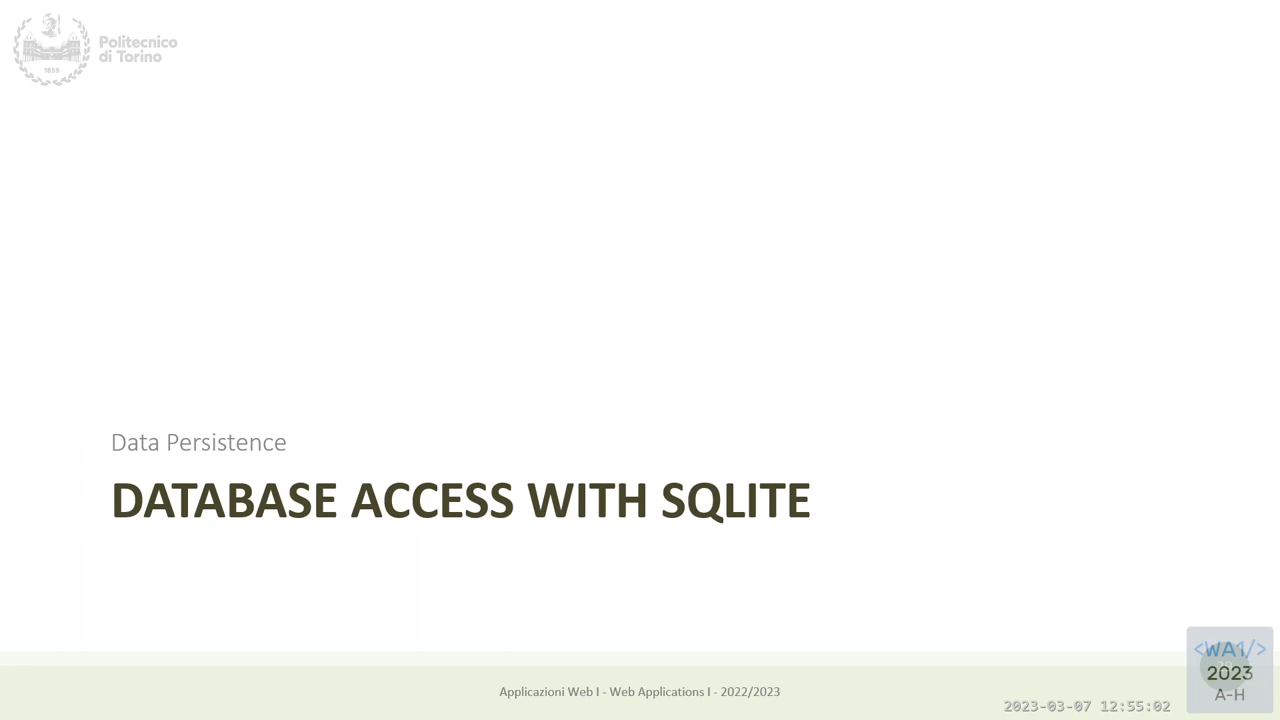 Politecnico
di Torino
1859
Data Persistence
DATABASE ACCESS WITH SQLITE
Applicazioni Web I - Web Applications I - 2022/2023
2023-03-07 12:55:02
<WA1/>
2023
A-H